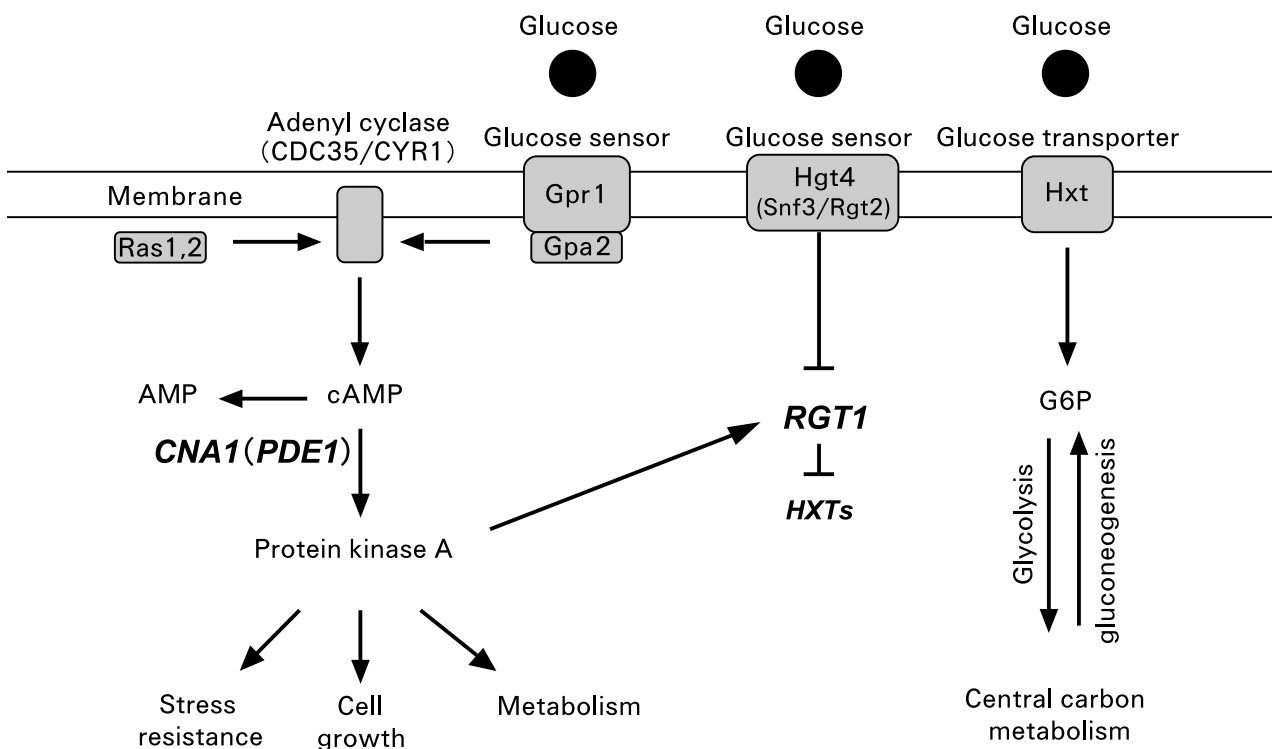 Glucose
Glucose
Glucose
Adenyl cyclase
(CDC35/CYR1)
Glucose sensor
Glucose sensor
Glucose transporter
Membrane
Gpr1
Hgt4
(Snf3/Rgt2)
Hxt
Ras1,2
Gpa2
AMP
cAMP
CNA1(PDE1)
RGT1
G6P
HXTs
Glycolysis
gluconeogenesis
Protein kinase A
Stress
resistance
Cell
growth
Metabolism
Central carbon
metabolism